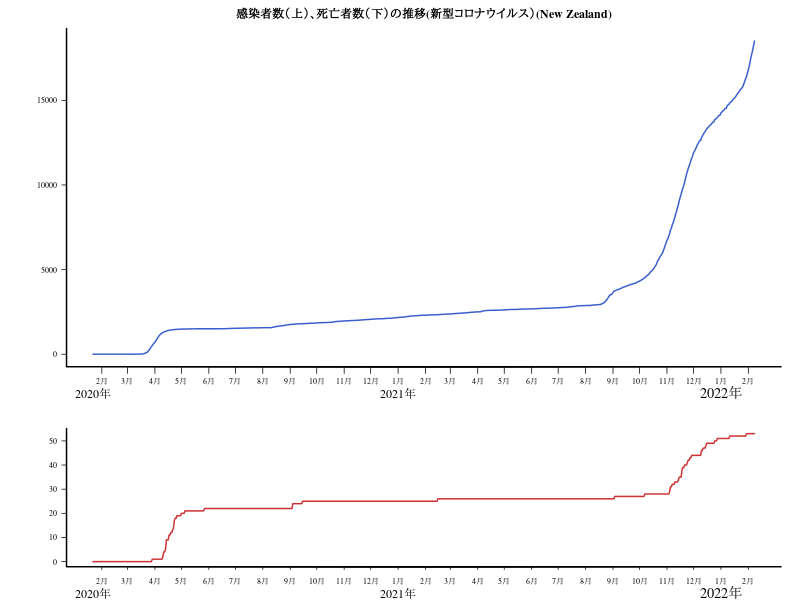 感染者数（上）、死亡者数（下）の推移(新型コロナウイルス）(New Zealand)
15000
10000
5000
0
2月 3月 4月 5月 6月 7月 8月 9月 10月 11月 12月 1月 2月 3月 4月 5月 6月 7月 8月 9月 10月 11月 12月 1月 2月
2020年 2021年 2022年
50
40
30
20
10
0
2月 3月 4月 5月 6月 7月 8月 9月 10月 11月 12月 1月 2月 3月 4月 5月 6月 7月 8月 9月 10月 11月 12月 1月 2月
2020年 2021年 2022年